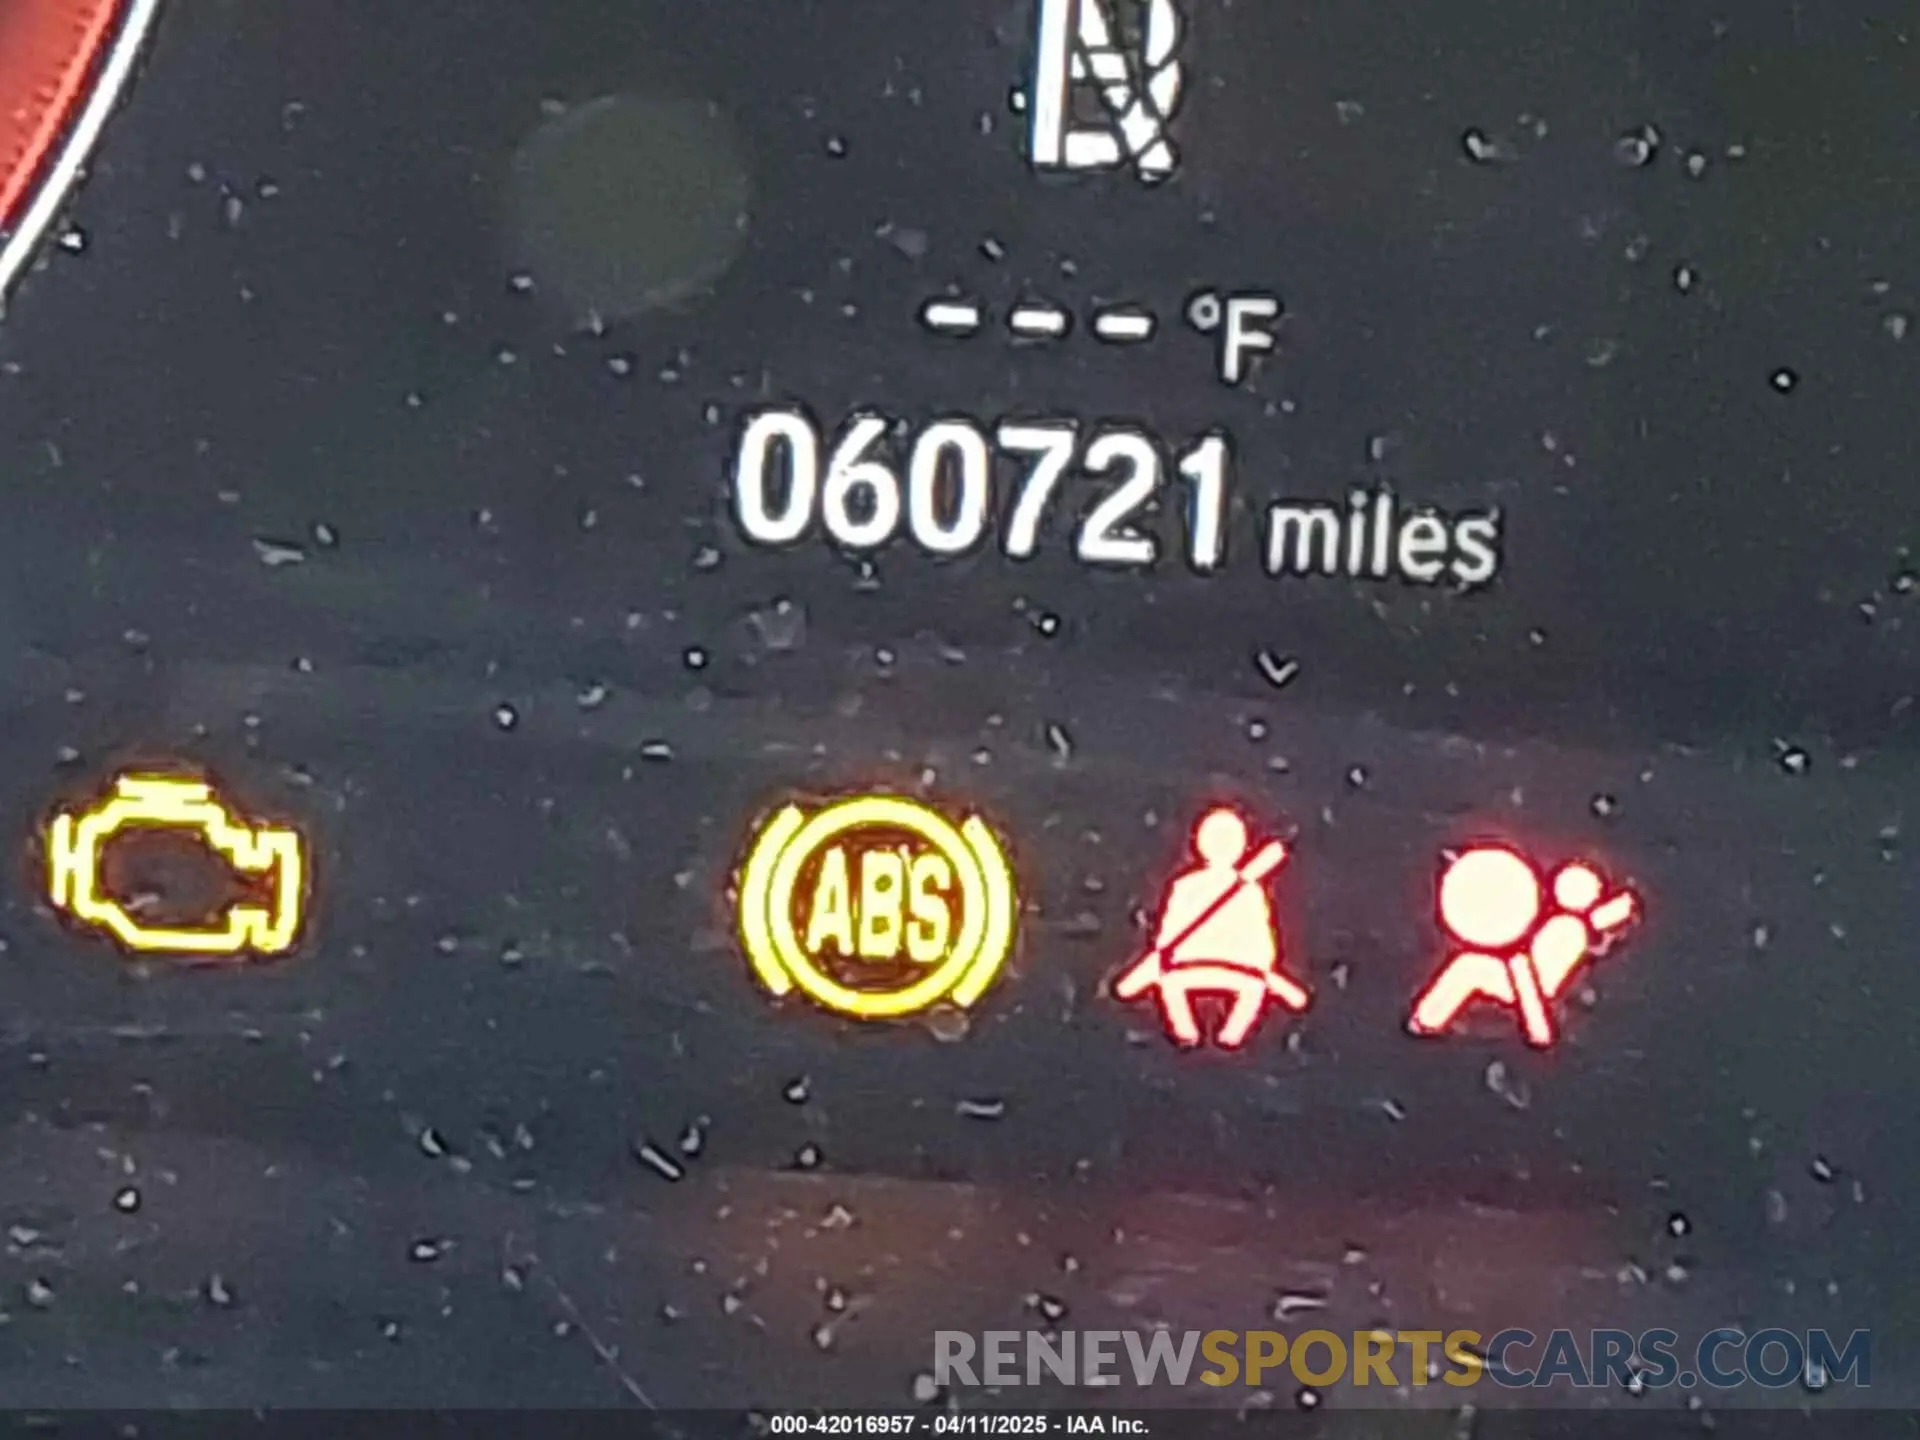 --- °F
060721 miles
ABS
RENEWSPORTSCARS.COM
000-42016957 - 04/11/2025 - IAA Inc.